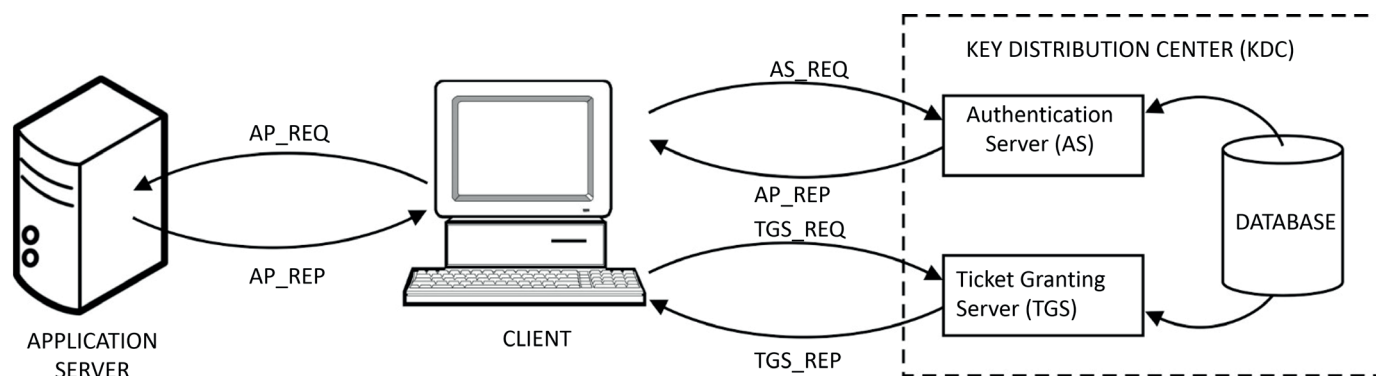 KEY DISTRIBUTION CENTER (KDC)
AS_REQ
Authentication
Server (AS)
AP_REQ
AP_REP
TGS_REQ
DATABASE
AP_REP
Ticket Granting
Server (TGS)
CLIENT
APPLICATION
SERVER
TGS_REP